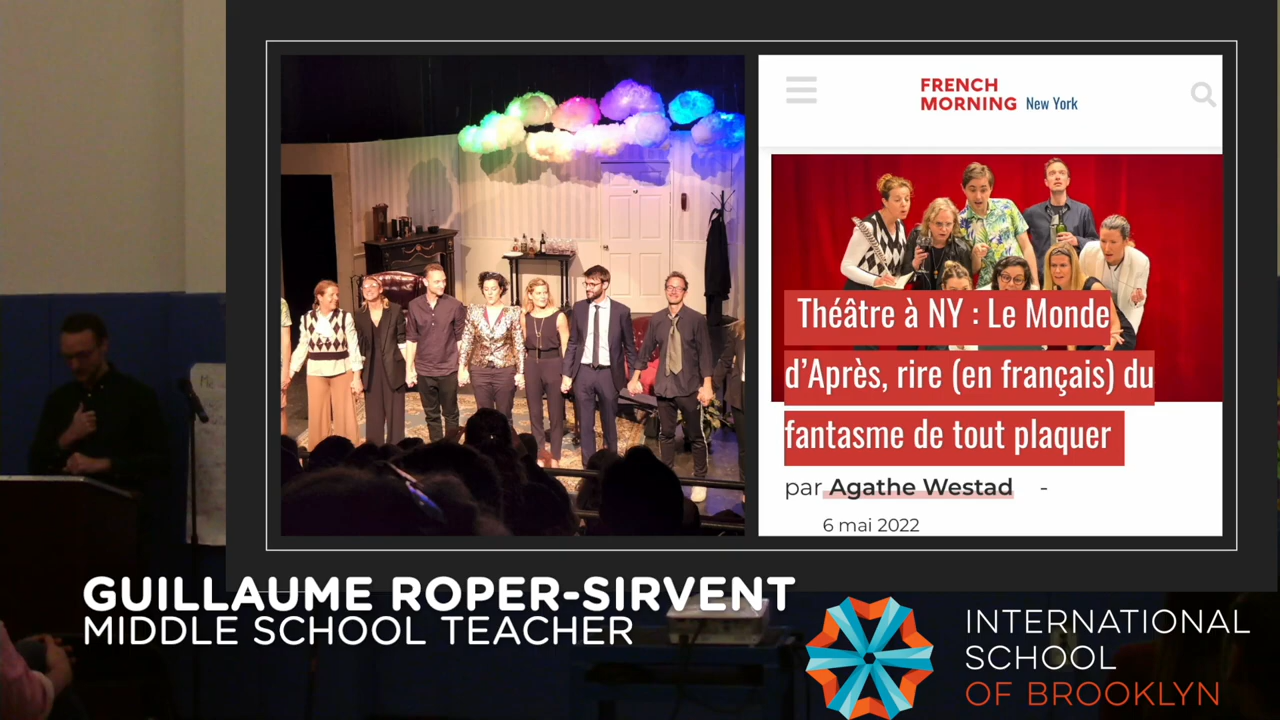 FRENCH
MORNING New York
Théâtre à NY : Le Monde
d'Après, rire (en français) du
fantasme de tout plaquer
par Agathe Westad -
6 mai 2022
GUILLAUME ROPER-SIRVENT
MIDDLE SCHOOL TEACHER
INTERNATIONAL
SCHOOL
OF BROOKLYN